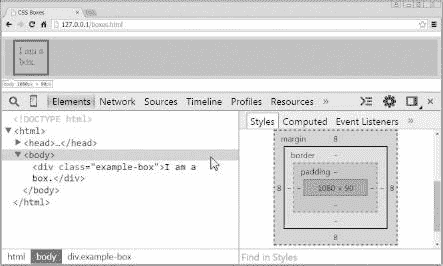 CSS Boxes
127.0.0.1/boxes.html
I am a
box.
body 1080px × 90px
Elements Network Sources Timeline Profiles Resources »
<!DOCTYPE html>
<html>
<head>…</head>
<body>
<div class="example-box">I am a
box.</div>
</body>
</html>
html body div.example-box
Styles Computed Event Listeners »
margin 8
border -
padding -
8 - - 1080 × 90 - - 8
-
-
8
Find in Styles